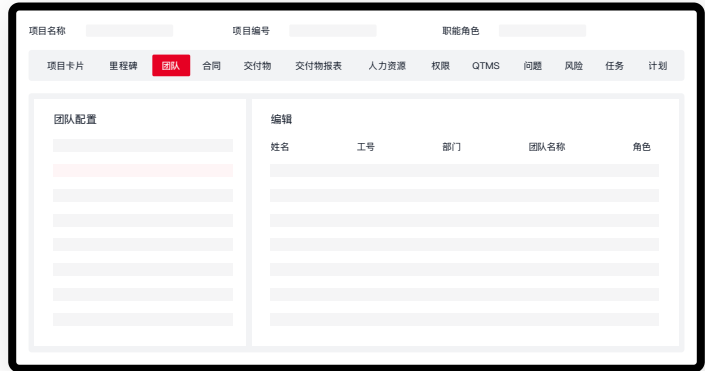 项目名称 项目编号 职能角色
项目卡片 里程碑 团队 合同 交付物 交付物报表 人力资源 权限 QTMS 问题 风险 任务 计划
团队配置
编辑
姓名 工号 部门 团队名称 角色